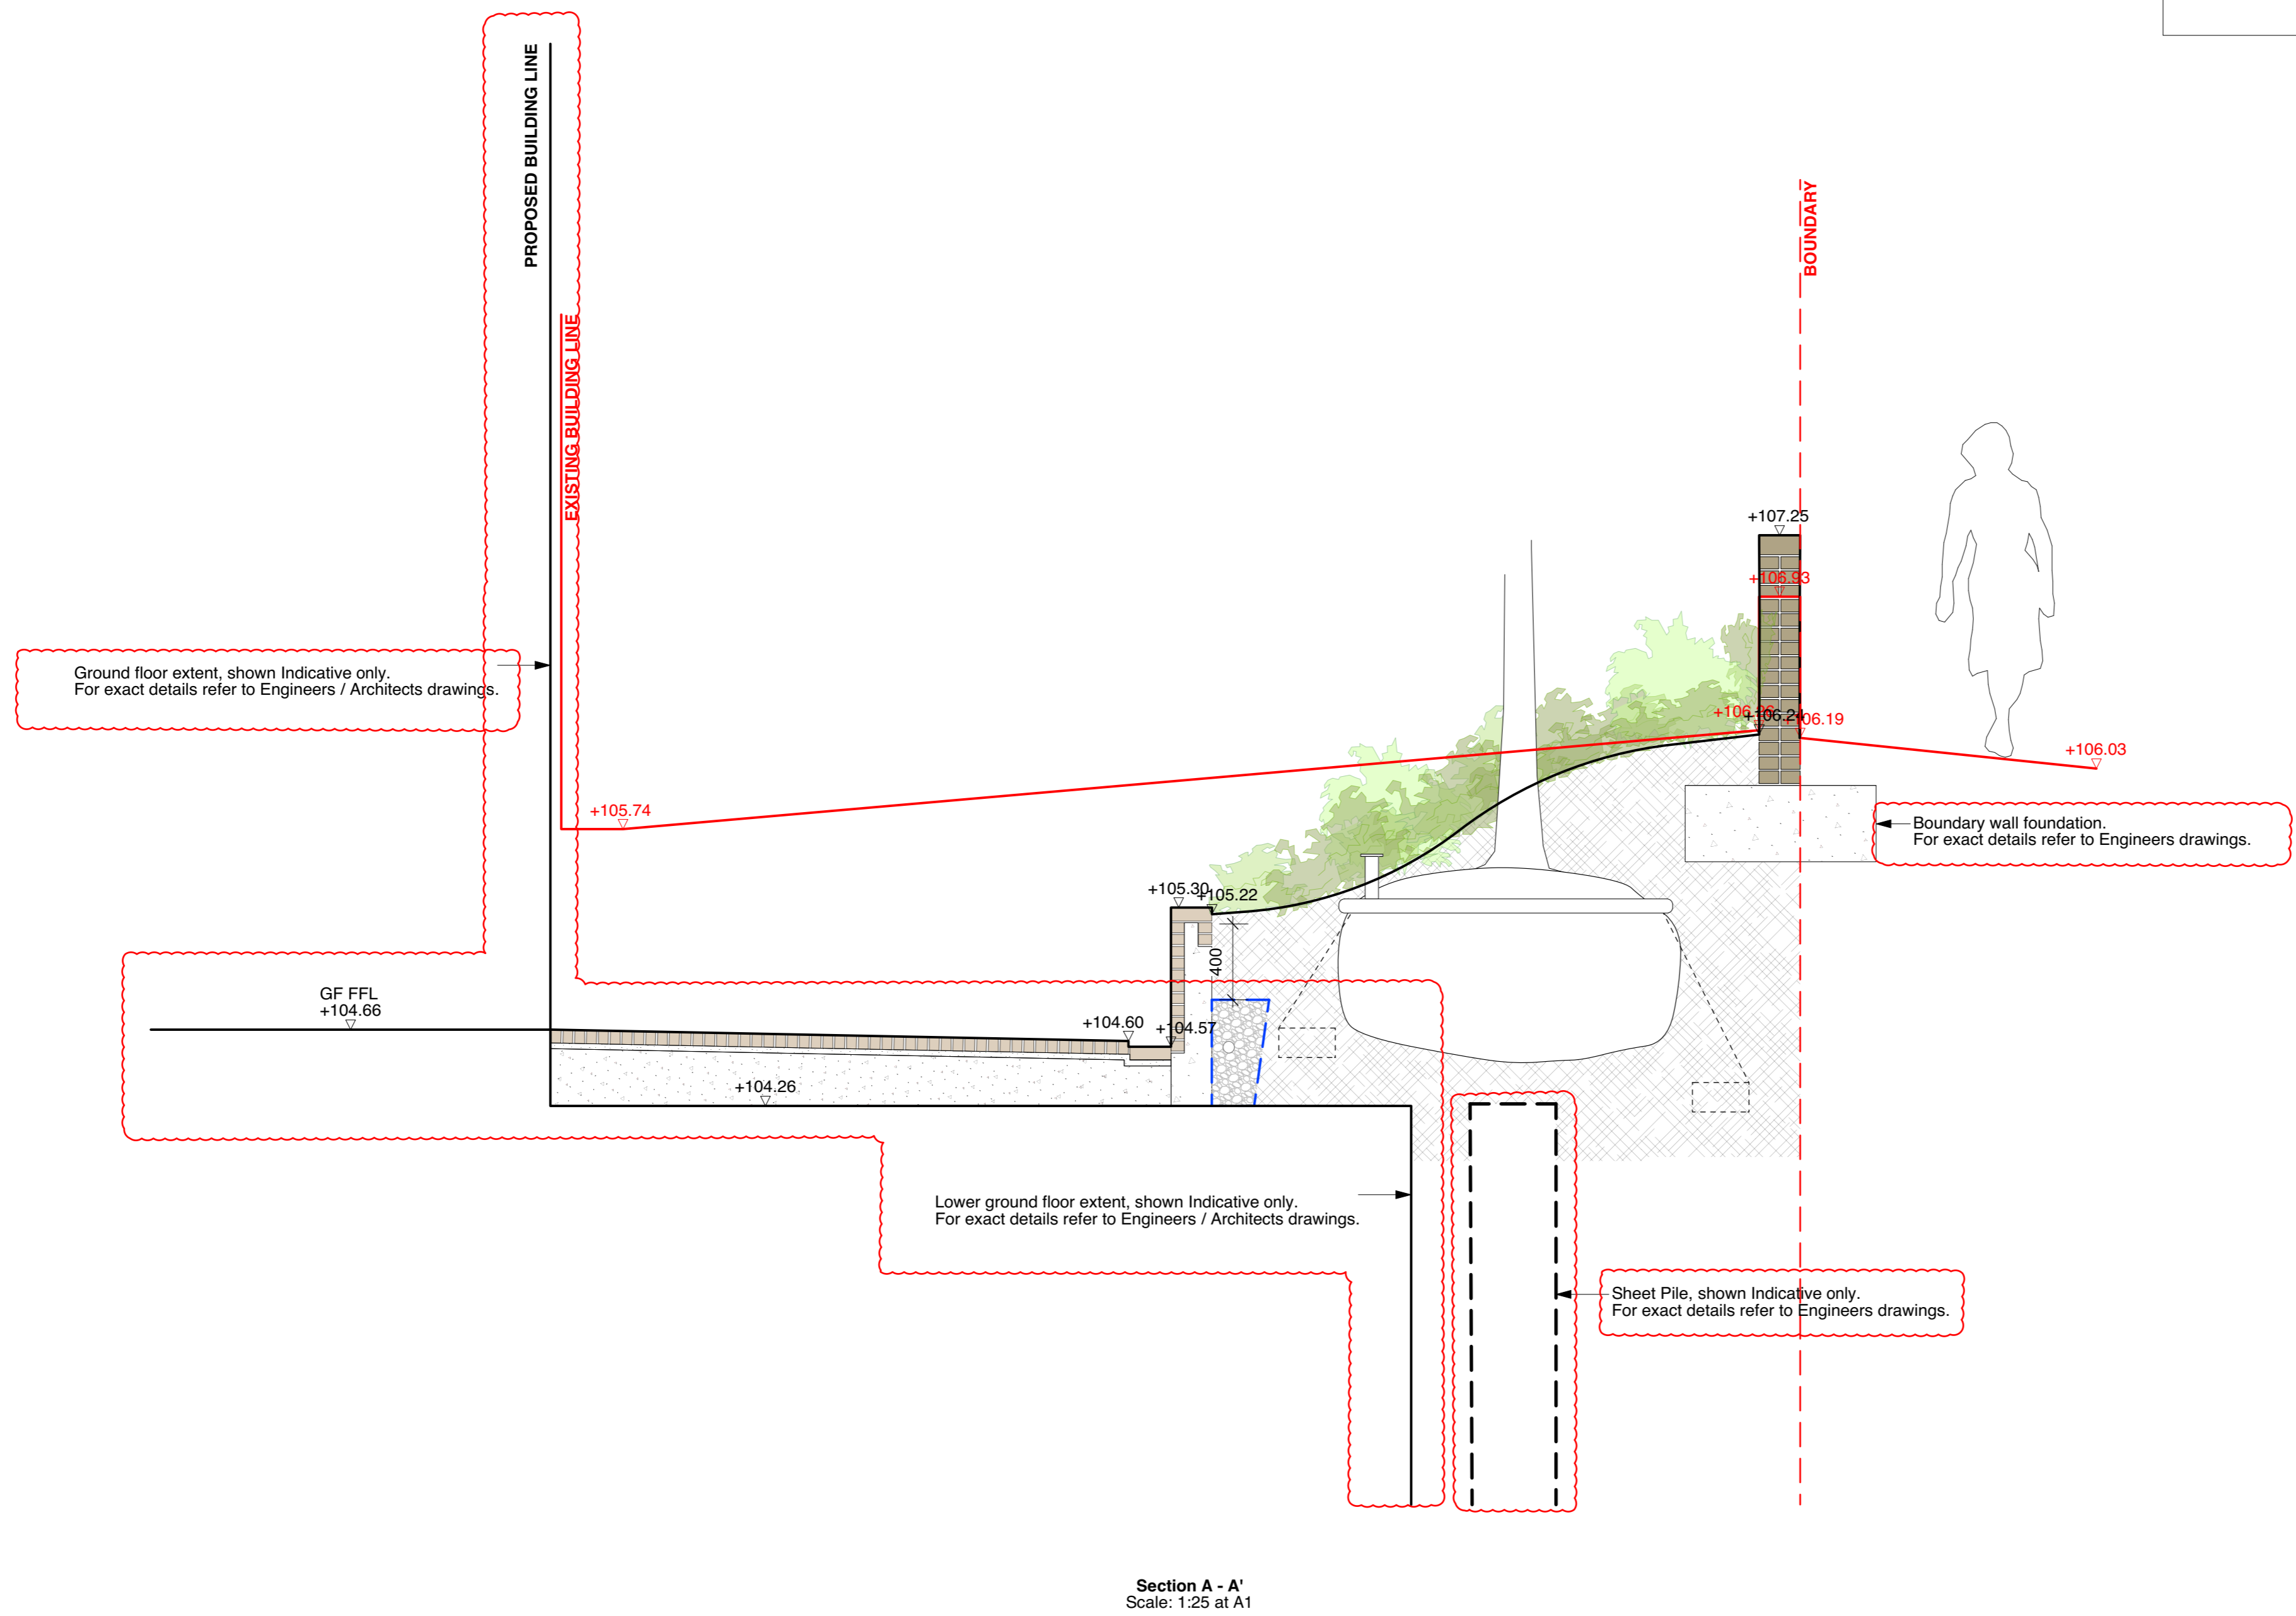 PROPOSED BUILDING LINE
EXISTING BUILDING LINE
BOUNDARY
+107.25
+106.93
Ground floor extent, shown Indicative only.
For exact details refer to Engineers / Architects drawings.
+106.24
+106.19
+106.03
+105.74
Boundary wall foundation.
For exact details refer to Engineers drawings.
+105.30
+105.22
400
GF FFL
+104.66
+104.60
+104.57
+104.26
Lower ground floor extent, shown Indicative only.
For exact details refer to Engineers / Architects drawings.
Sheet Pile, shown Indicative only.
For exact details refer to Engineers drawings.
Section A - A'
Scale: 1:25 at A1